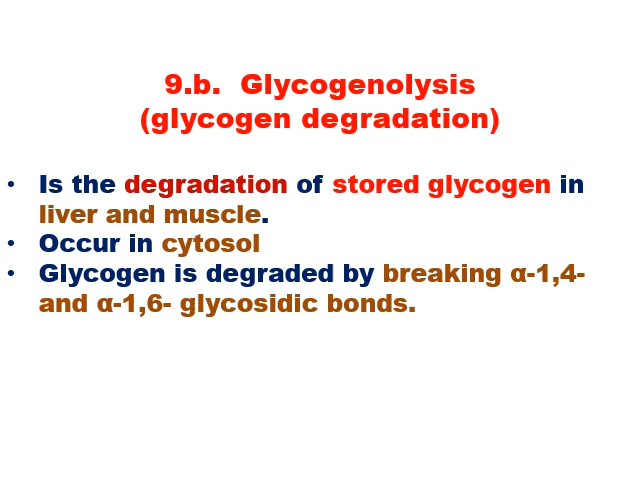 9.b. Glycogenolysis
(glycogen degradation)
• Is the degradation of stored glycogen in
liver and muscle.
• Occur in cytosol
• Glycogen is degraded by breaking α-1,4-
and α-1,6- glycosidic bonds.